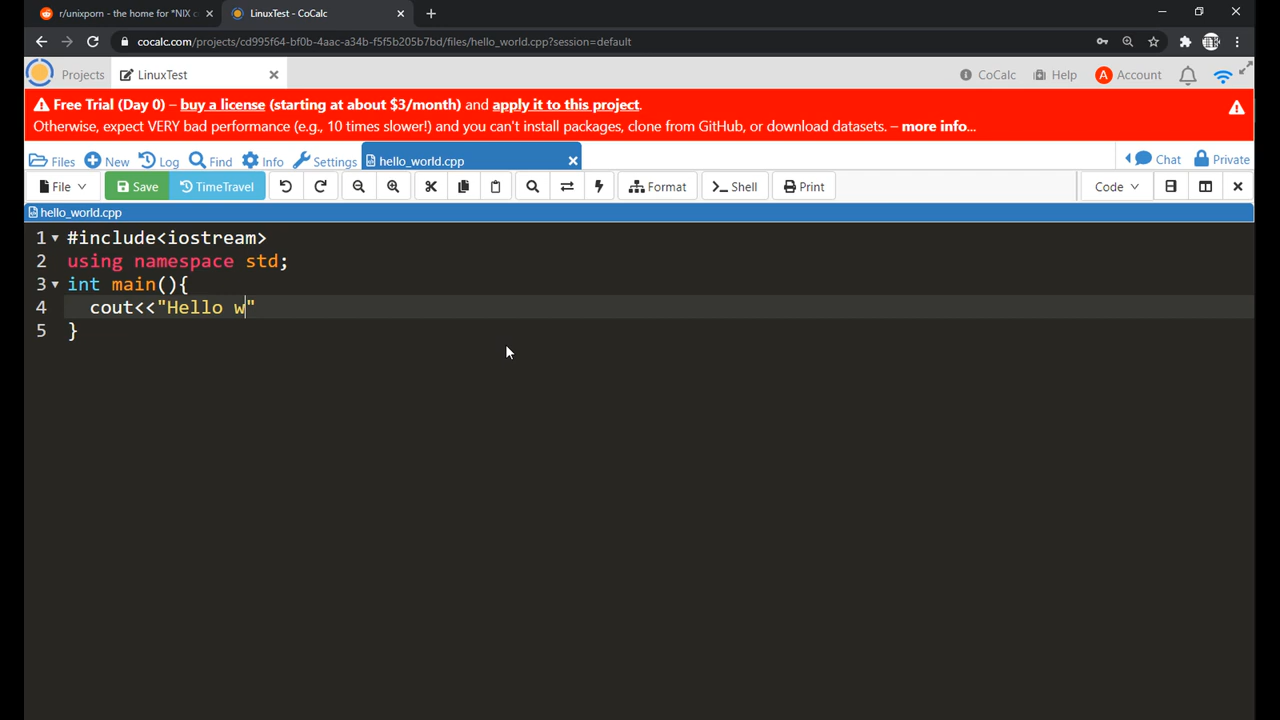 r/unixporn - the home for *NIX c
LinuxTest - CoCalc
cocalc.com/projects/cd995f64-bf0b-4aac-a34b-f5f5b205b7bd/files/hello_world.cpp?session=default
Projects LinuxTest CoCalc Help A Account
Free Trial (Day 0) – buy a license (starting at about $3/month) and apply it to this project.
Otherwise, expect VERY bad performance (e.g., 10 times slower!) and you can't install packages, clone from GitHub, or download datasets. – more info...
Files New Log Find Info Settings hello_world.cpp Chat Private
File Save TimeTravel Format Shell Print Code
hello_world.cpp
1 #include<iostream>
2 using namespace std;
3 int main(){
4 cout<<"Hello w"
5 }